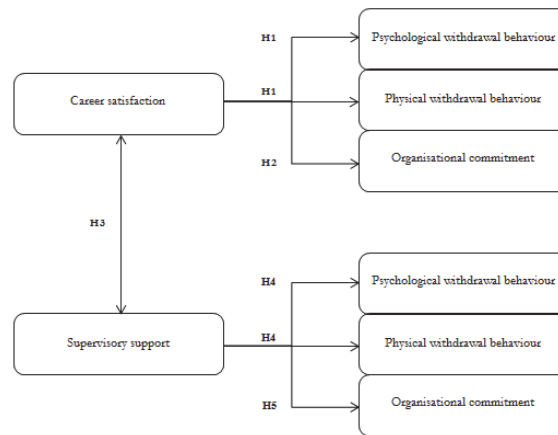 H1
Psychological withdrawal behaviour
Career satisfaction
H1
Physical withdrawal behaviour
H2
Organisational commitment
H3
H4
Psychological withdrawal behaviour
Supervisory support
H4
Physical withdrawal behaviour
H5
Organisational commitment